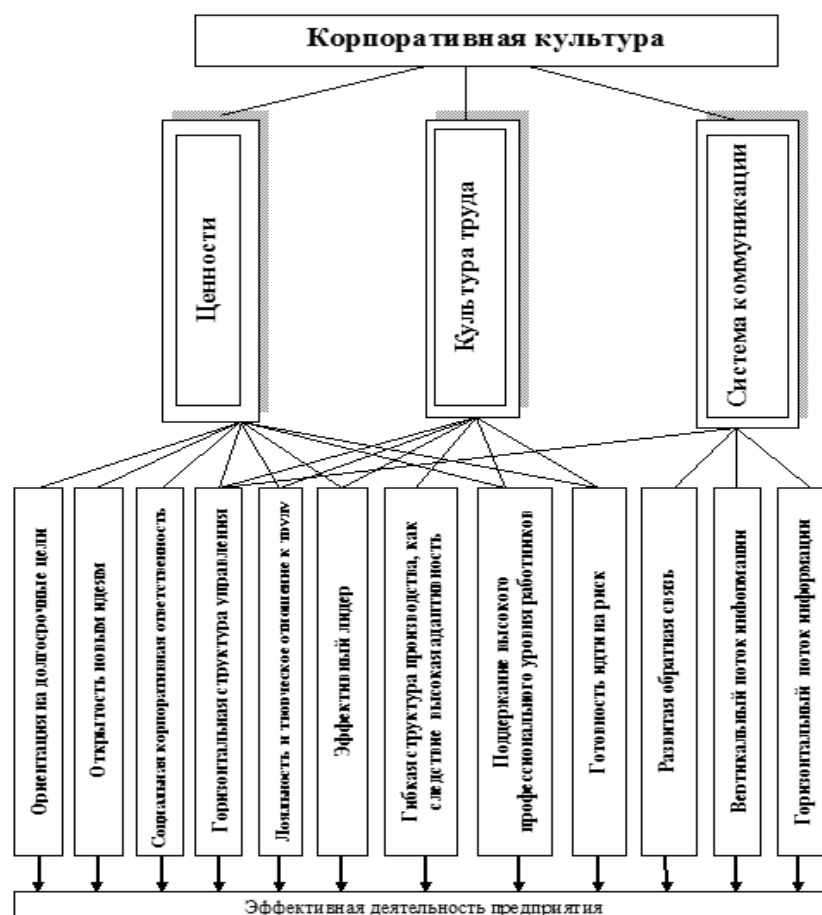 Корпоративная культура
Ценности
Культура труда
Система коммуникации
Ориентация на долгосрочные цели
Открытость новым идеям
Социальная корпоративная ответственность
Горизонтальная структура управления
Лояльность и творческое отношение к труду
Эффективный лидер
Гибкая структура производства, как
следствие высокая адаптивность
Поддержание высокого
профессионального уровня работников
Готовность идти на риск
Развитая обратная связь
Вертикальный поток информации
Горизонтальный поток информации
Эффективная деятельность предприятия